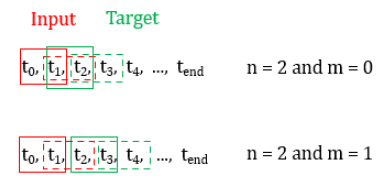 Input Target
t0, t1, t2, t3, t4, ..., tend n = 2 and m = 0
t0, t1, t2, t3, t4, ..., tend n = 2 and m = 1